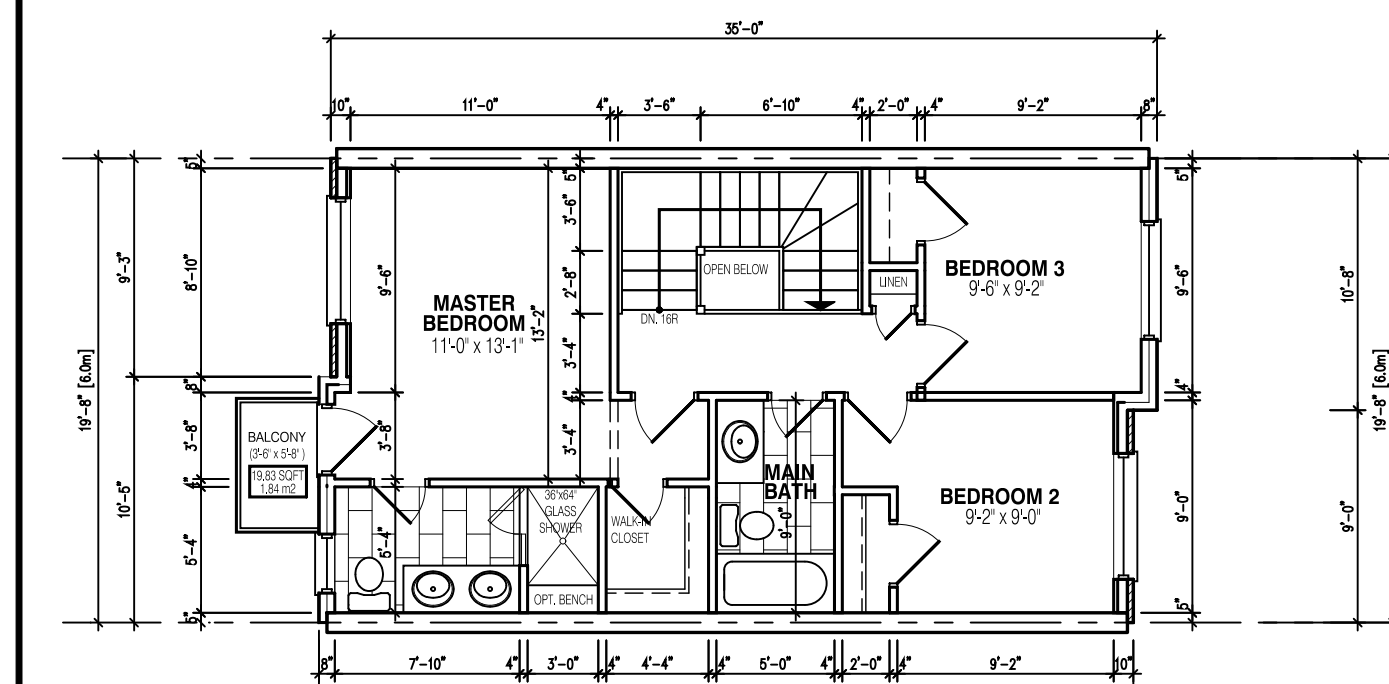 35'-0"
10" 11'-0" 4" 3'-6" 6'-10" 4" 2'-0" 4" 9'-2" 8"
5"
5"
5"
9'-3"
8'-10"
9'-6"
13'-2"
3'-6"
2'-8"
3'-4"
4"
3'-4"
19'-8" [6.0m]
8"
3'-8"
3'-8"
4"
10'-5"
5'-4"
5'-4"
5"
MASTER
BEDROOM
11'-0" x 13'-1"
OPEN BELOW
DN. 16R
LINEN
BEDROOM 3
9'-6" x 9'-2"
9'-6"
10'-8"
19'-8" [6.0m]
4"
9'-0"
9'-0"
5"
BALCONY
(3'-6" x 5'-8" )
19.83 SQFT
1.84 m2
36"x64"
GLASS
SHOWER
OPT. BENCH
WALK-IN
CLOSET
MAIN
BATH
9'-0"
BEDROOM 2
9'-2" x 9'-0"
8" 7'-10" 4" 3'-0" 4" 4'-4" 4" 5'-0" 4" 2'-0" 4" 9'-2" 10"